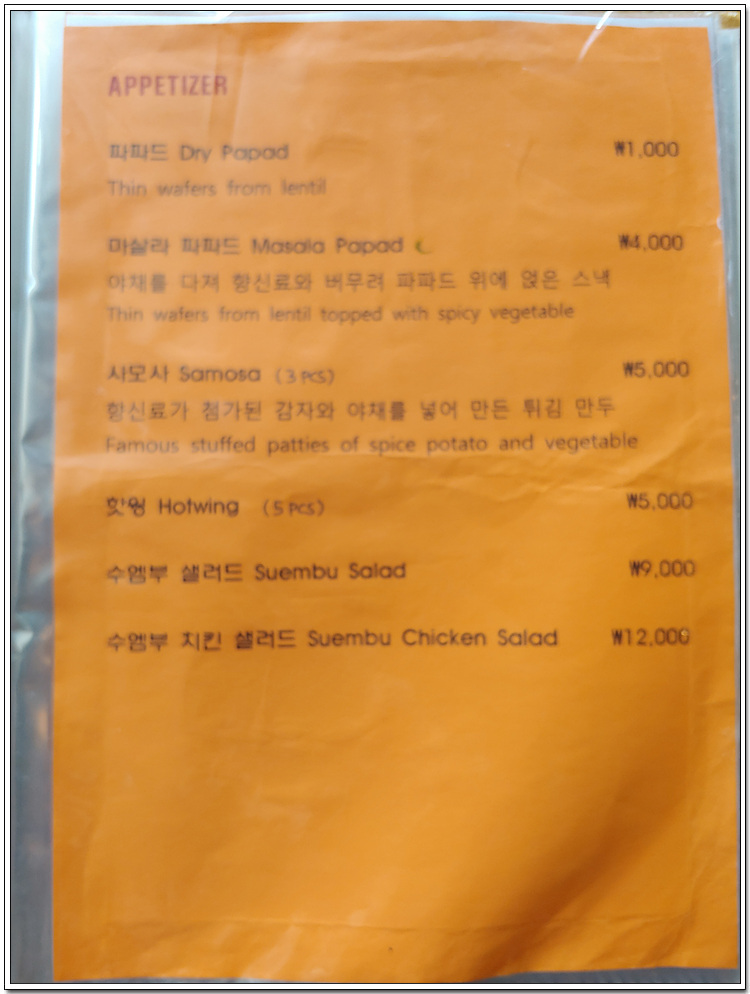 APPETIZER
파파드 Dry Papad ₩1,000
Thin wafers from lentil
마살라 파파드 Masala Papad ₩4,000
야채를 다져 향신료와 버무려 파파드 위에 얹은 스낵
Thin wafers from lentil topped with spicy vegetable
사모사 Samosa (3 PCS) ₩5,000
향신료가 첨가된 감자와 야채를 넣어 만든 튀김 만두
Famous stuffed patties of spice potato and vegetable
핫윙 Hotwing (5 PCS) ₩5,000
수엠부 샐러드 Suembu Salad ₩9,000
수엠부 치킨 샐러드 Suembu Chicken Salad ₩12,000